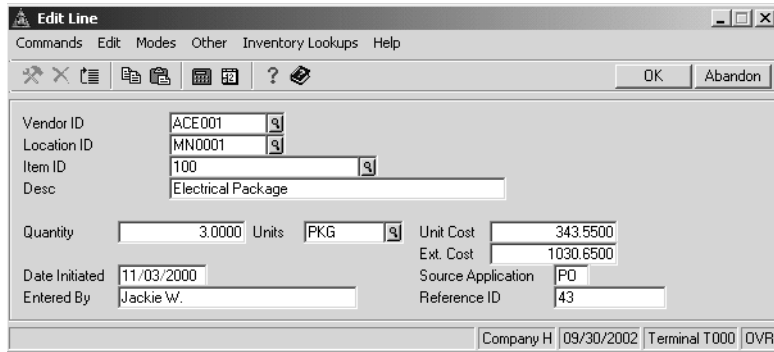 Edit Line
Commands Edit Modes Other Inventory Lookups Help
OK Abandon
Vendor ID ACE001
Location ID MN0001
Item ID 100
Desc Electrical Package
Quantity 3.0000 Units PKG Unit Cost 343.5500
Ext. Cost 1030.6500
Date Initiated 11/03/2000 Source Application PO
Entered By Jackie W. Reference ID 43
Company H 09/30/2002 Terminal T000 OVR